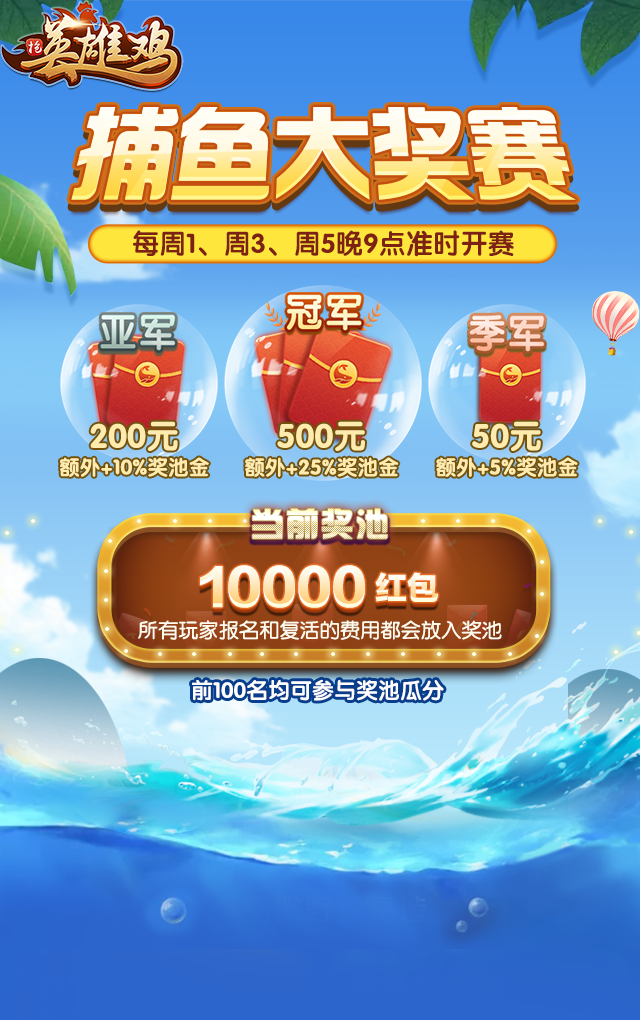 抢英雄鸡
捕鱼大奖赛
每周1、周3、周5晚9点准时开赛
亚军
冠军
季军
200元
500元
50元
额外+10%奖池金
额外+25%奖池金
额外+5%奖池金
当前奖池
10000 红包
所有玩家报名和复活的费用都会放入奖池
前100名均可参与奖池瓜分